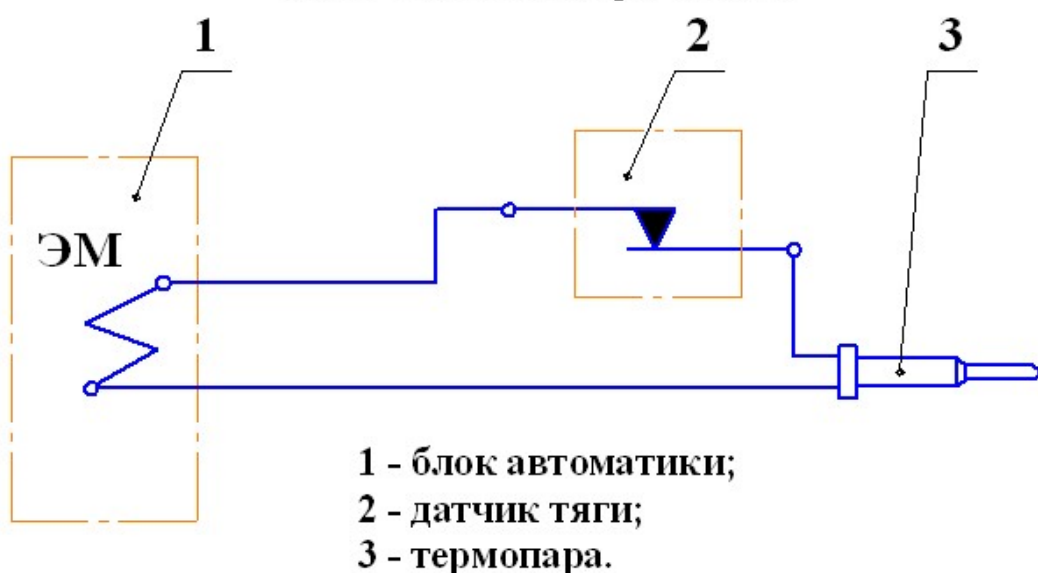 1 2 3
ЭМ
1 - блок автоматики;
2 - датчик тяги;
3 - термопара.